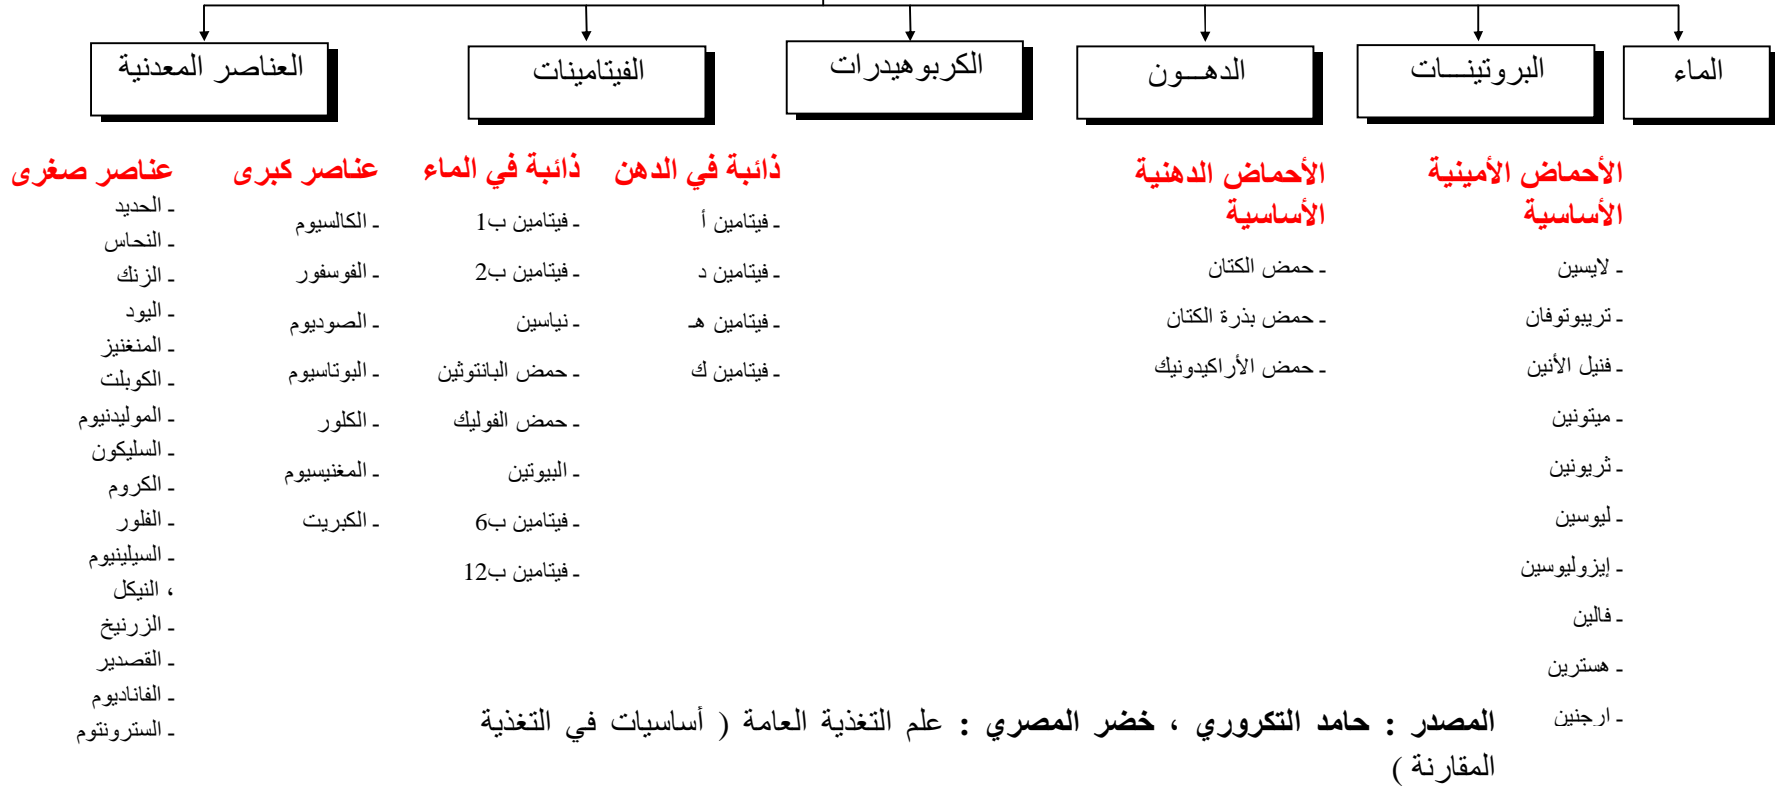 الماء
البروتينـــات
الدهـــون
الكربوهيدرات
الفيتامينات
العناصر المعدنية
الأحماض الأمينية
الأساسية
ـ لايسين
ـ تريبوتوفان
ـ فنيل الأنين
ـ ميتونين
ـ ثريونين
ـ ليوسين
ـ إيزوليوسين
ـ فالين
ـ هسترين
ـ ارجنين
الأحماض الدهنية
الأساسية
ـ حمض الكتان
ـ حمض بذرة الكتان
ـ حمض الأراكيدونيك
ذائبة في الدهن
ـ فيتامين أ
ـ فيتامين د
ـ فيتامين هـ
ـ فيتامين ك
ذائبة في الماء
ـ فيتامين ب1
ـ فيتامين ب2
ـ نياسين
ـ حمض البانتوثين
ـ حمض الفوليك
ـ البيوتين
ـ فيتامين ب6
ـ فيتامين ب12
عناصر كبرى
ـ الكالسيوم
ـ الفوسفور
ـ الصوديوم
ـ البوتاسيوم
ـ الكلور
ـ المغنيسيوم
ـ الكبريت
عناصر صغرى
ـ الحديد
ـ النحاس
ـ الزنك
ـ اليود
ـ المنغنيز
ـ الكوبلت
ـ الموليدنيوم
ـ السليكون
ـ الكروم
ـ الفلور
ـ السيلينيوم
، النيكل
ـ الزرنيخ
ـ القصدير
ـ الفاناديوم
ـ السترونتوم
المصدر : حامد التكروري ، خضر المصري : علم التغذية العامة ( أساسيات في التغذية
المقارنة )